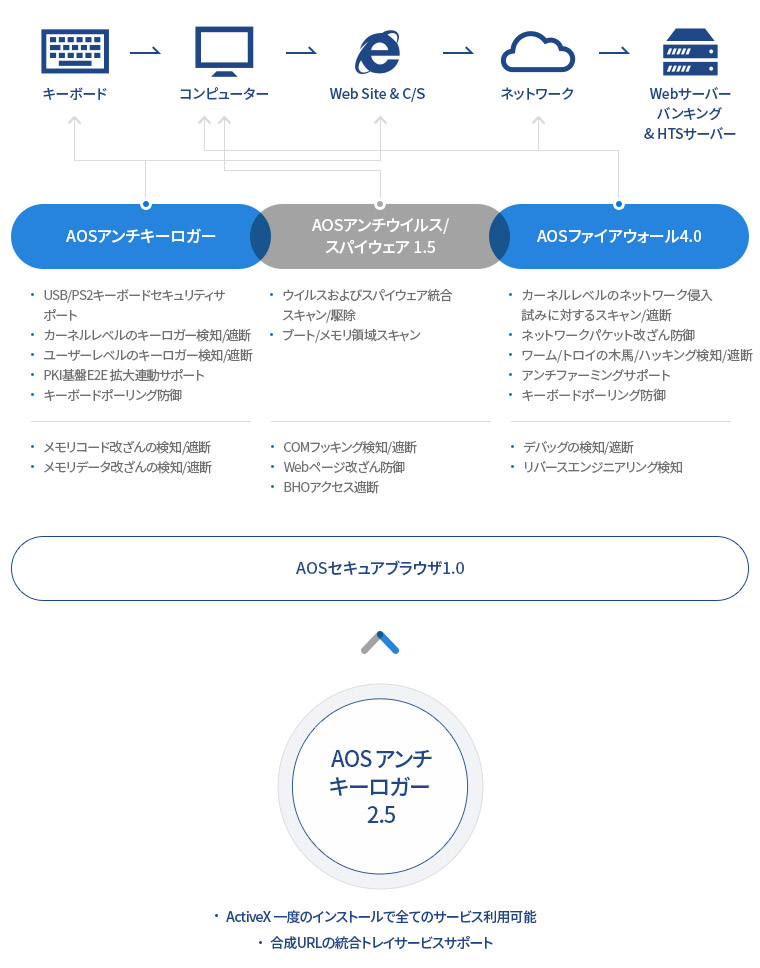 キーボード
コンピューター
Web Site & C/S
ネットワーク
Webサーバー
バンキング
& HTSサーバー
AOSアンチキーロガー
AOSアンチウイルス/
スパイウェア 1.5
AOSファイアウォール4.0
・ USB/PS2キーボードセキュリティサ
ポート
・ カーネルレベルのキーロガー検知/遮断
・ ユーザーレベルのキーロガー検知/遮断
・ PKI基盤E2E 拡大連動サポート
・ キーボードポーリング防御
・ ウイルスおよびスパイウェア統合
スキャン/駆除
・ ブート/メモリ領域スキャン
・ カーネルレベルのネットワーク侵入
試みに対するスキャン/遮断
・ ネットワークパケット改ざん防御
・ ワーム/トロイの木馬/ハッキング検知/遮断
・ アンチファーミングサポート
・ キーボードポーリング防御
・ メモリコード改ざんの検知/遮断
・ メモリデータ改ざんの検知/遮断
・ COMフッキング検知/遮断
・ Webページ改ざん防御
・ BHOアクセス遮断
・ デバッグの検知/遮断
・ リバースエンジニアリング検知
AOSセキュアブラウザ1.0
AOS アンチ
キーロガー
2.5
・ ActiveX 一度のインストールで全てのサービス利用可能
・ 合成URLの統合トレイサービスサポート